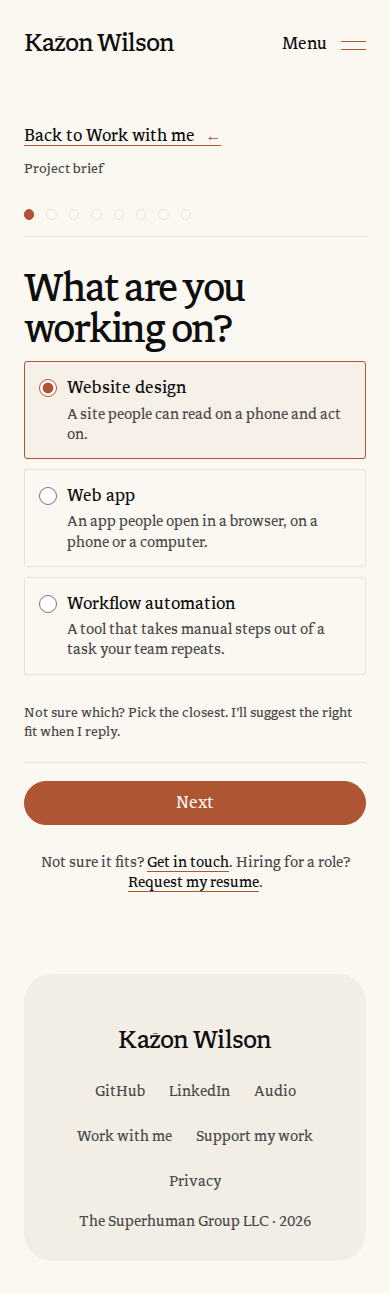 Kazōn Wilson
Menu
Back to Work with me ←
Project brief
What are you
working on?
Website design
A site people can read on a phone and act
on.
Web app
An app people open in a browser, on a
phone or a computer.
Workflow automation
A tool that takes manual steps out of a
task your team repeats.
Not sure which? Pick the closest. I’ll suggest the right
fit when I reply.
Next
Not sure it fits? Get in touch. Hiring for a role?
Request my resume.
Kazōn Wilson
GitHub LinkedIn Audio
Work with me Support my work
Privacy
The Superhuman Group LLC · 2026